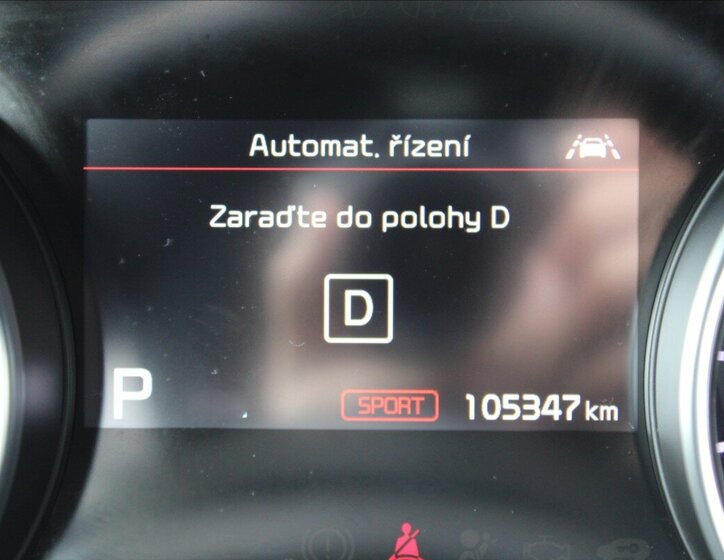 Automat. řízení
Zaraďte do polohy D
D
P
SPORT
105347 km